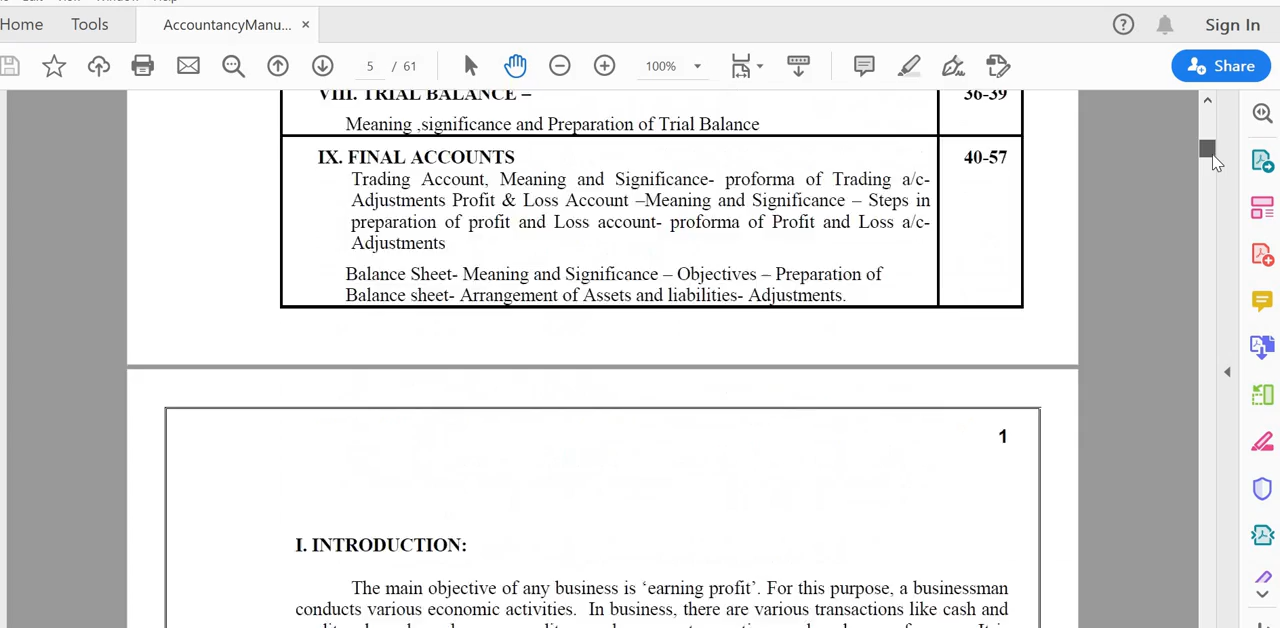 Home Tools AccountancyManu... × Sign In
5 / 61 100% Share
VIII. TRIAL BALANCE – 36-39
Meaning ,significance and Preparation of Trial Balance
IX. FINAL ACCOUNTS 40-57
Trading Account, Meaning and Significance- proforma of Trading a/c-
Adjustments Profit & Loss Account –Meaning and Significance – Steps in
preparation of profit and Loss account- proforma of Profit and Loss a/c-
Adjustments
Balance Sheet- Meaning and Significance – Objectives – Preparation of
Balance sheet- Arrangement of Assets and liabilities- Adjustments.
1
I. INTRODUCTION:
The main objective of any business is ‘earning profit’. For this purpose, a businessman
conducts various economic activities. In business, there are various transactions like cash and